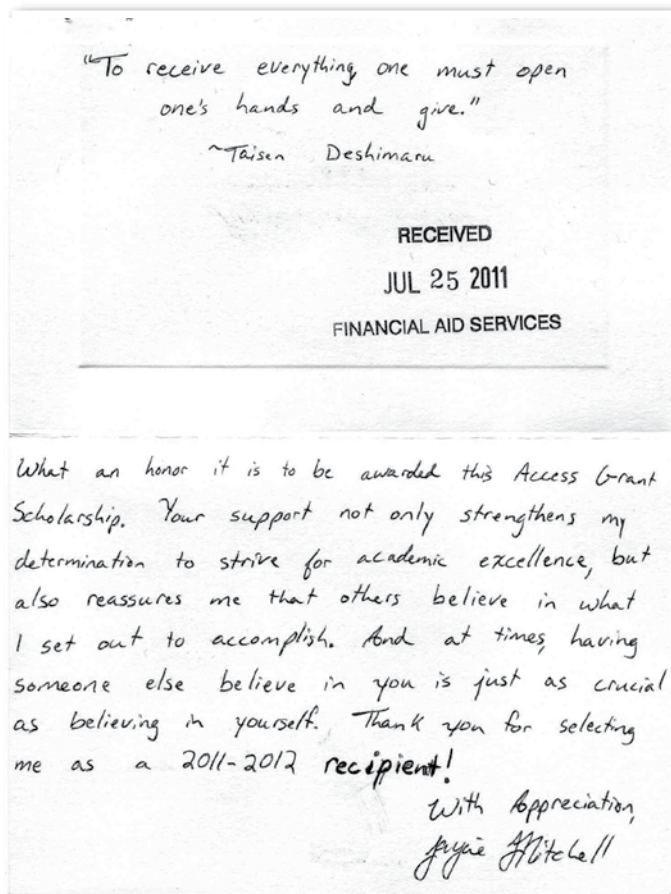 "To receive everything, one must open
one's hands and give."
~Taisen Deshimaru
RECEIVED
JUL 25 2011
FINANCIAL AID SERVICES
What an honor it is to be awarded this Access Grant
Scholarship. Your support not only strengthens my
determination to strive for academic excellence, but
also reassures me that others believe in what
I set out to accomplish. And at times, having
someone else believe in you is just as crucial
as believing in yourself. Thank you for selecting
me as a 2011-2012 recipient!
With Appreciation,
Mitchell